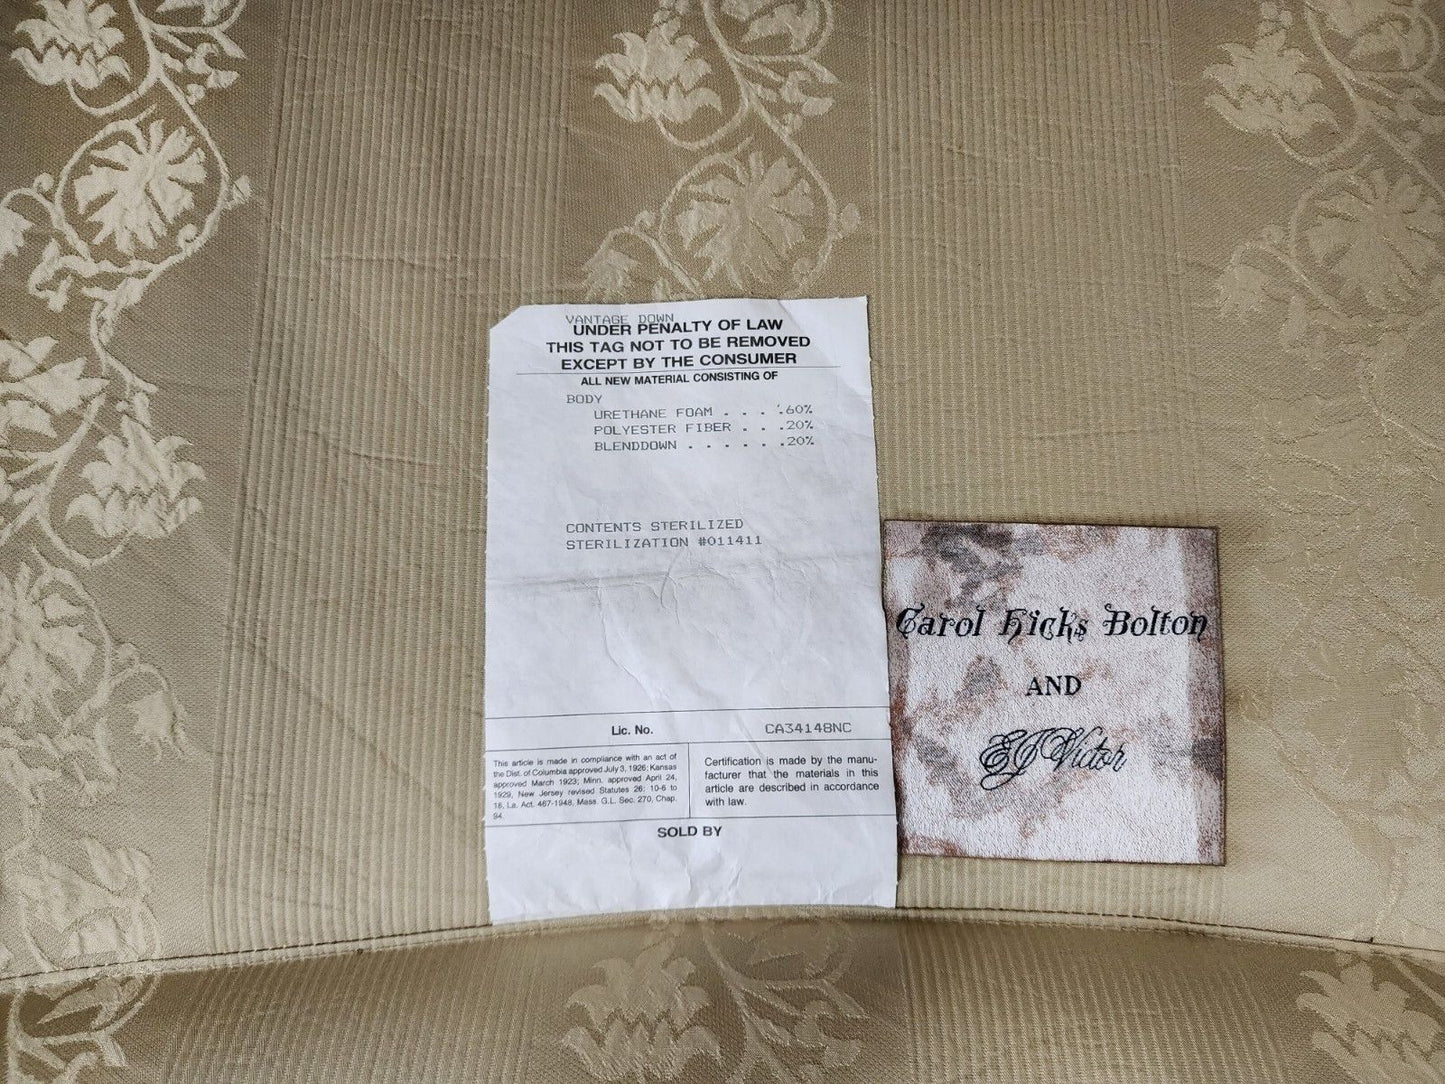 VANTAGE DOWN
UNDER PENALTY OF LAW
THIS TAG NOT TO BE REMOVED
EXCEPT BY THE CONSUMER
ALL NEW MATERIAL CONSISTING OF
BODY
URETHANE FOAM . . . .60%
POLYESTER FIBER . . .20%
BLENDDOWN . . . . . .20%
CONTENTS STERILIZED
STERILIZATION #011411
Lic. No. CA34148NC
This article is made in compliance with an act of
the Dist. of Columbia approved July 3, 1926; Kansas
approved March 1923; Minn. approved April 24,
1929, New Jersey revised Statutes 26: 10-6 to
18, La. Act. 467-1948, Mass. G.L. Sec. 270, Chap.
94.
Certification is made by the manu-
facturer that the materials in this
article are described in accordance
with law.
SOLD BY
Carol Hicks Bolton
AND
EJ Victor